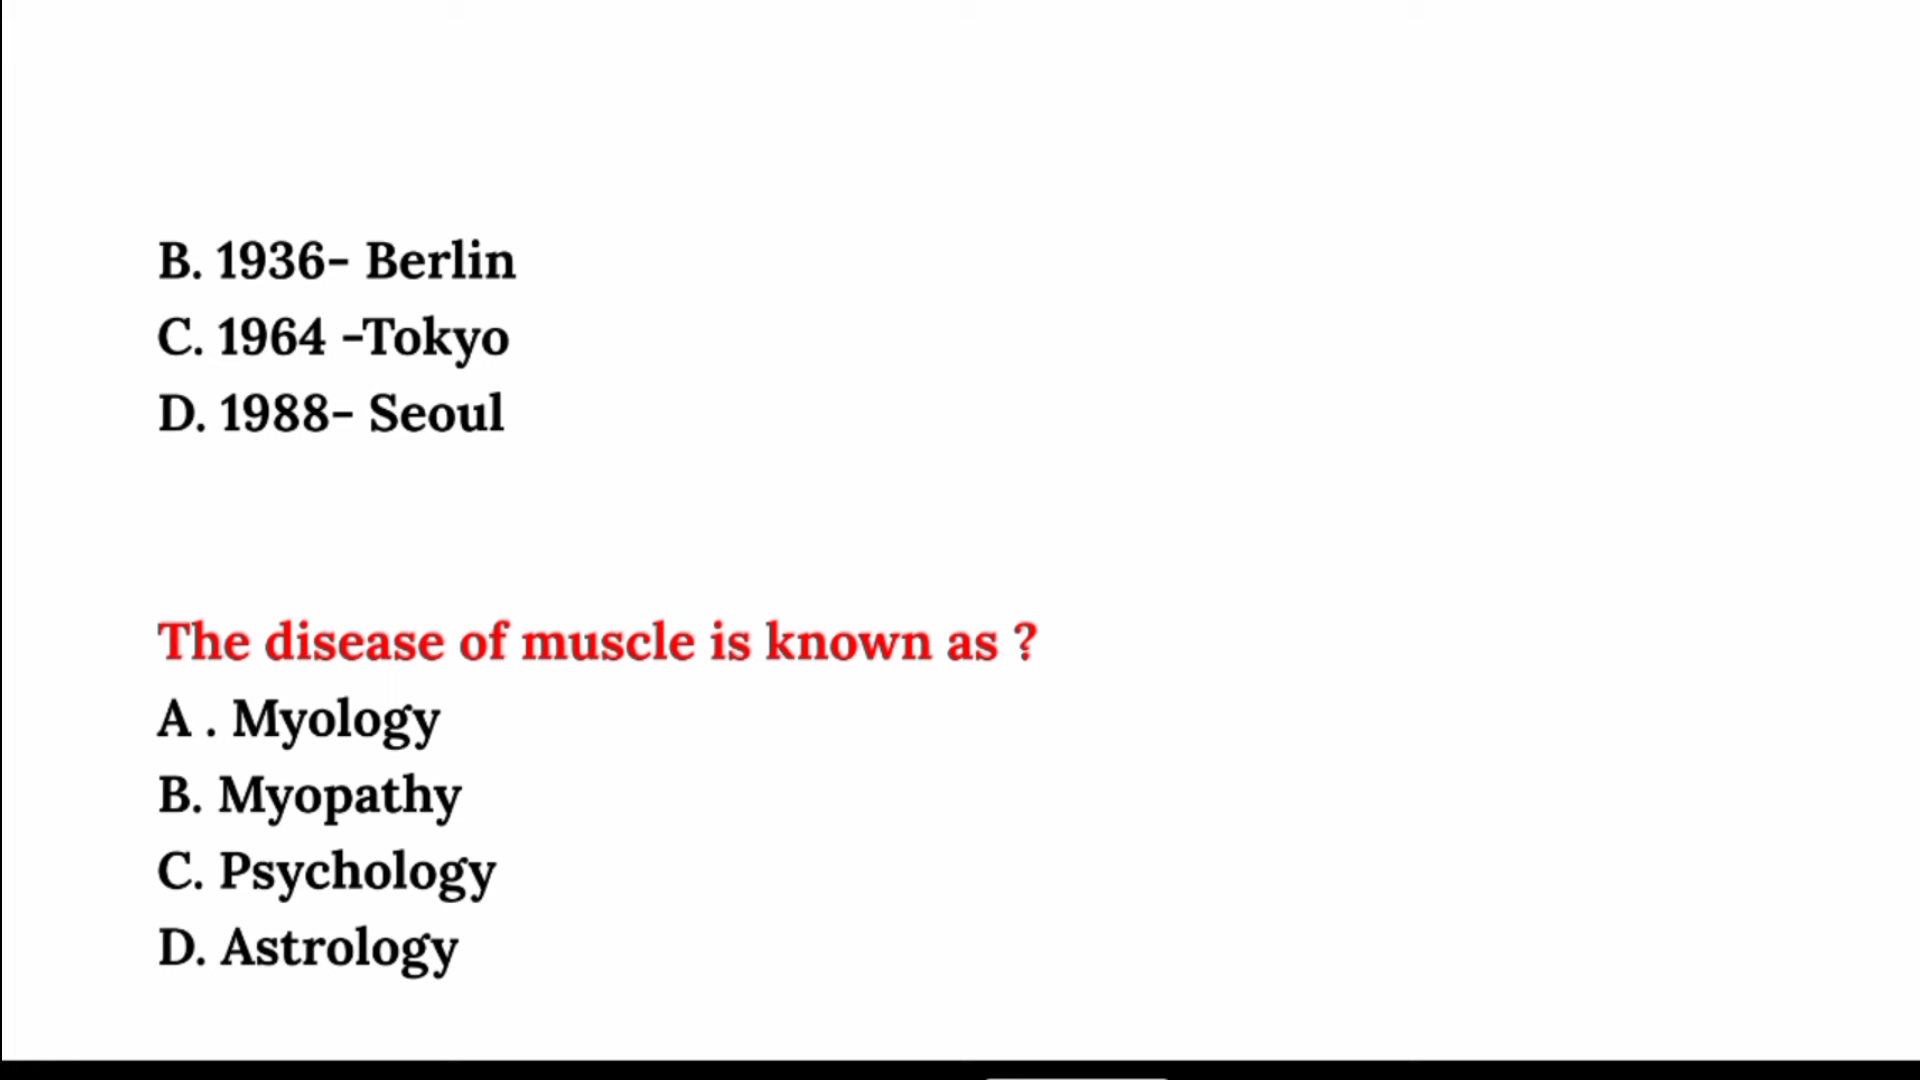 B. 1936- Berlin
C. 1964 -Tokyo
D. 1988- Seoul
The disease of muscle is known as ?
A . Myology
B. Myopathy
C. Psychology
D. Astrology